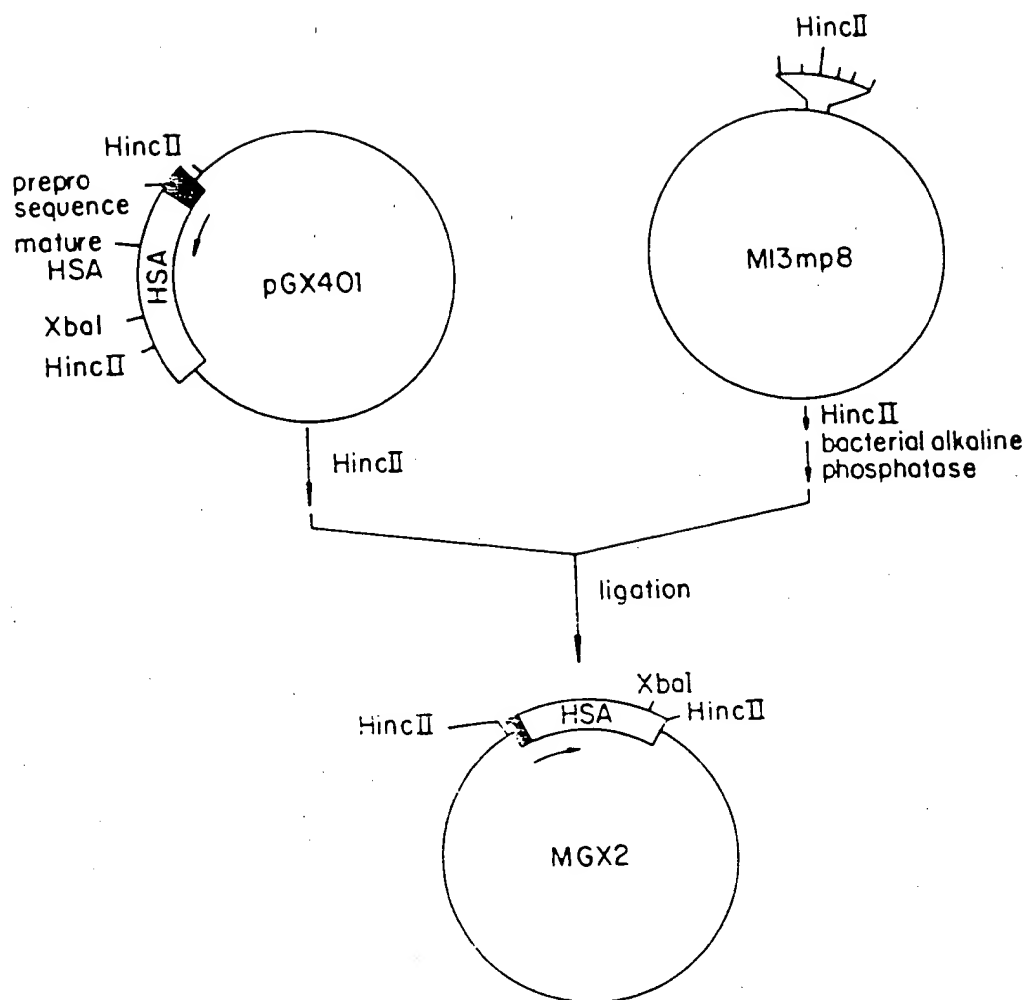 HincII
HincII
prepro
sequence
mature
HSA
HSA
XbaI
HincII
pGX401
M13mp8
HincII
HincII
bacterial alkaline
phosphatase
ligation
XbaI
HincII
HSA
HincII
MGX2